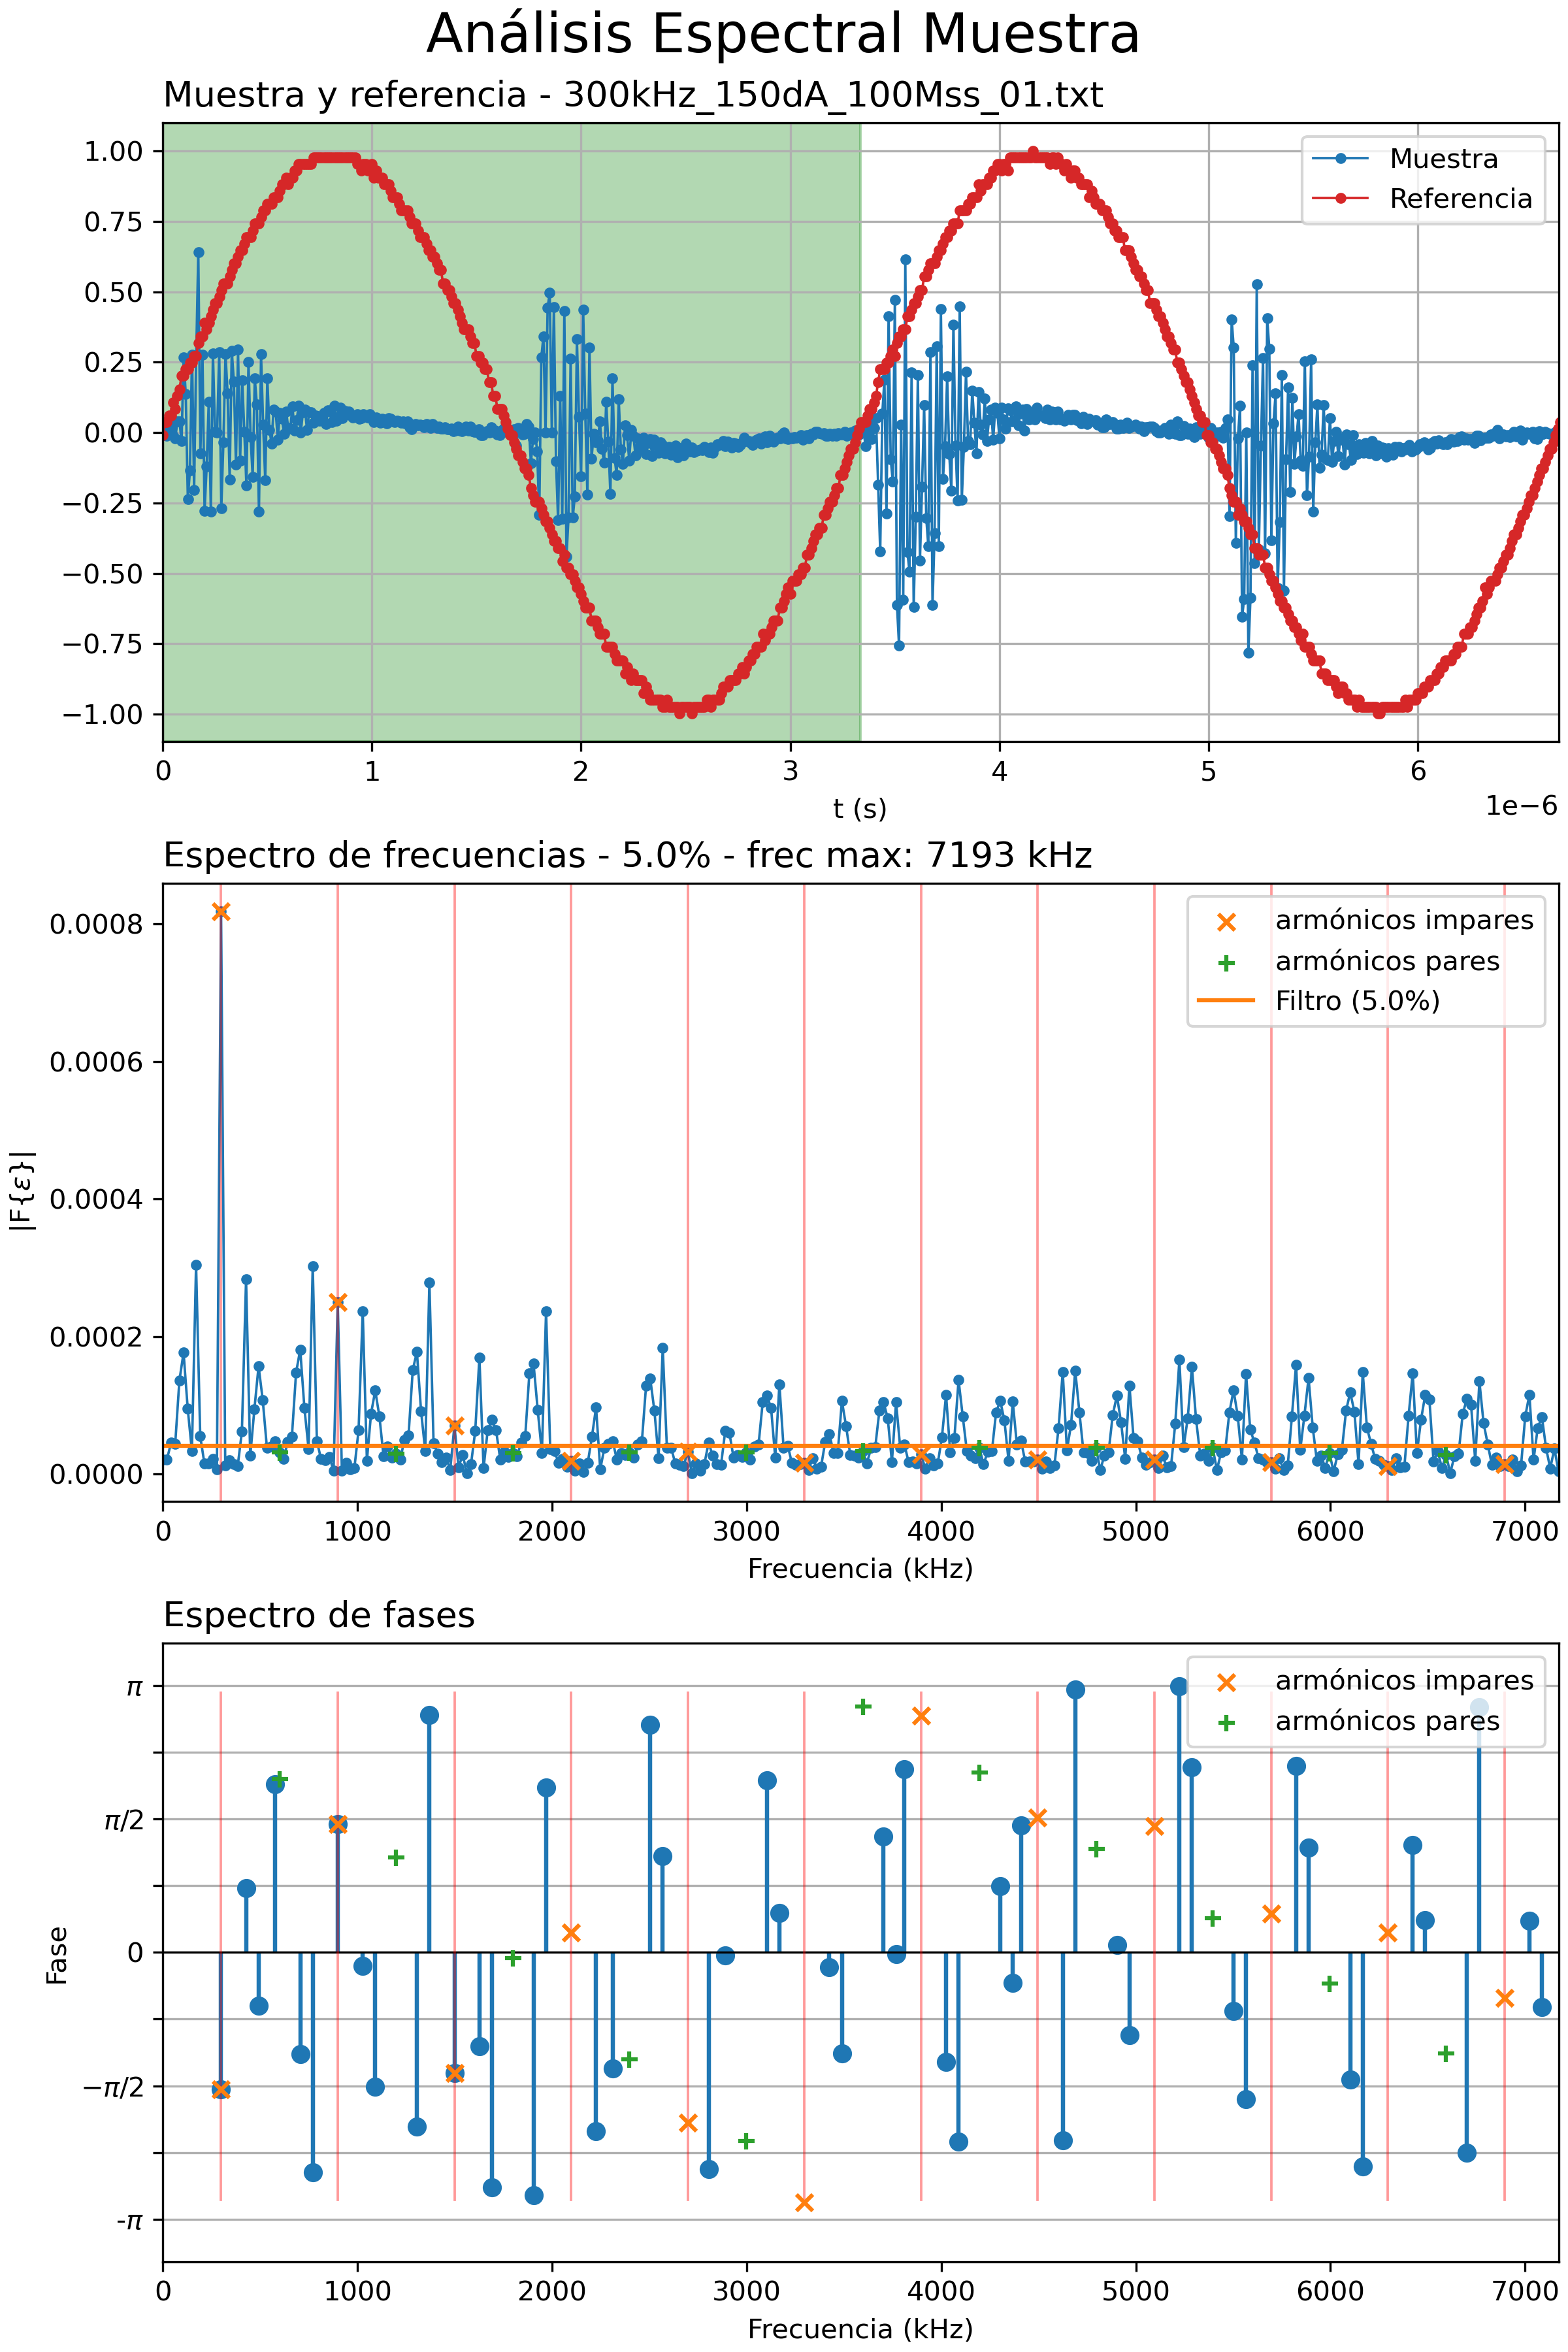 Análisis Espectral Muestra
Muestra y referencia - 300kHz_150dA_100Mss_01.txt
1.00
0.75
0.50
0.25
0.00
−0.25
−0.50
−0.75
−1.00
Muestra
Referencia
0 1 2 3 4 5 6
t (s)
1e−6
Espectro de frecuencias - 5.0% - frec max: 7193 kHz
0.0008
0.0006
0.0004
0.0002
0.0000
|F{ε}|
armónicos impares
armónicos pares
Filtro (5.0%)
0 1000 2000 3000 4000 5000 6000 7000
Frecuencia (kHz)
Espectro de fases
π
π/2
0
−π/2
-π
Fase
armónicos impares
armónicos pares
0 1000 2000 3000 4000 5000 6000 7000
Frecuencia (kHz)